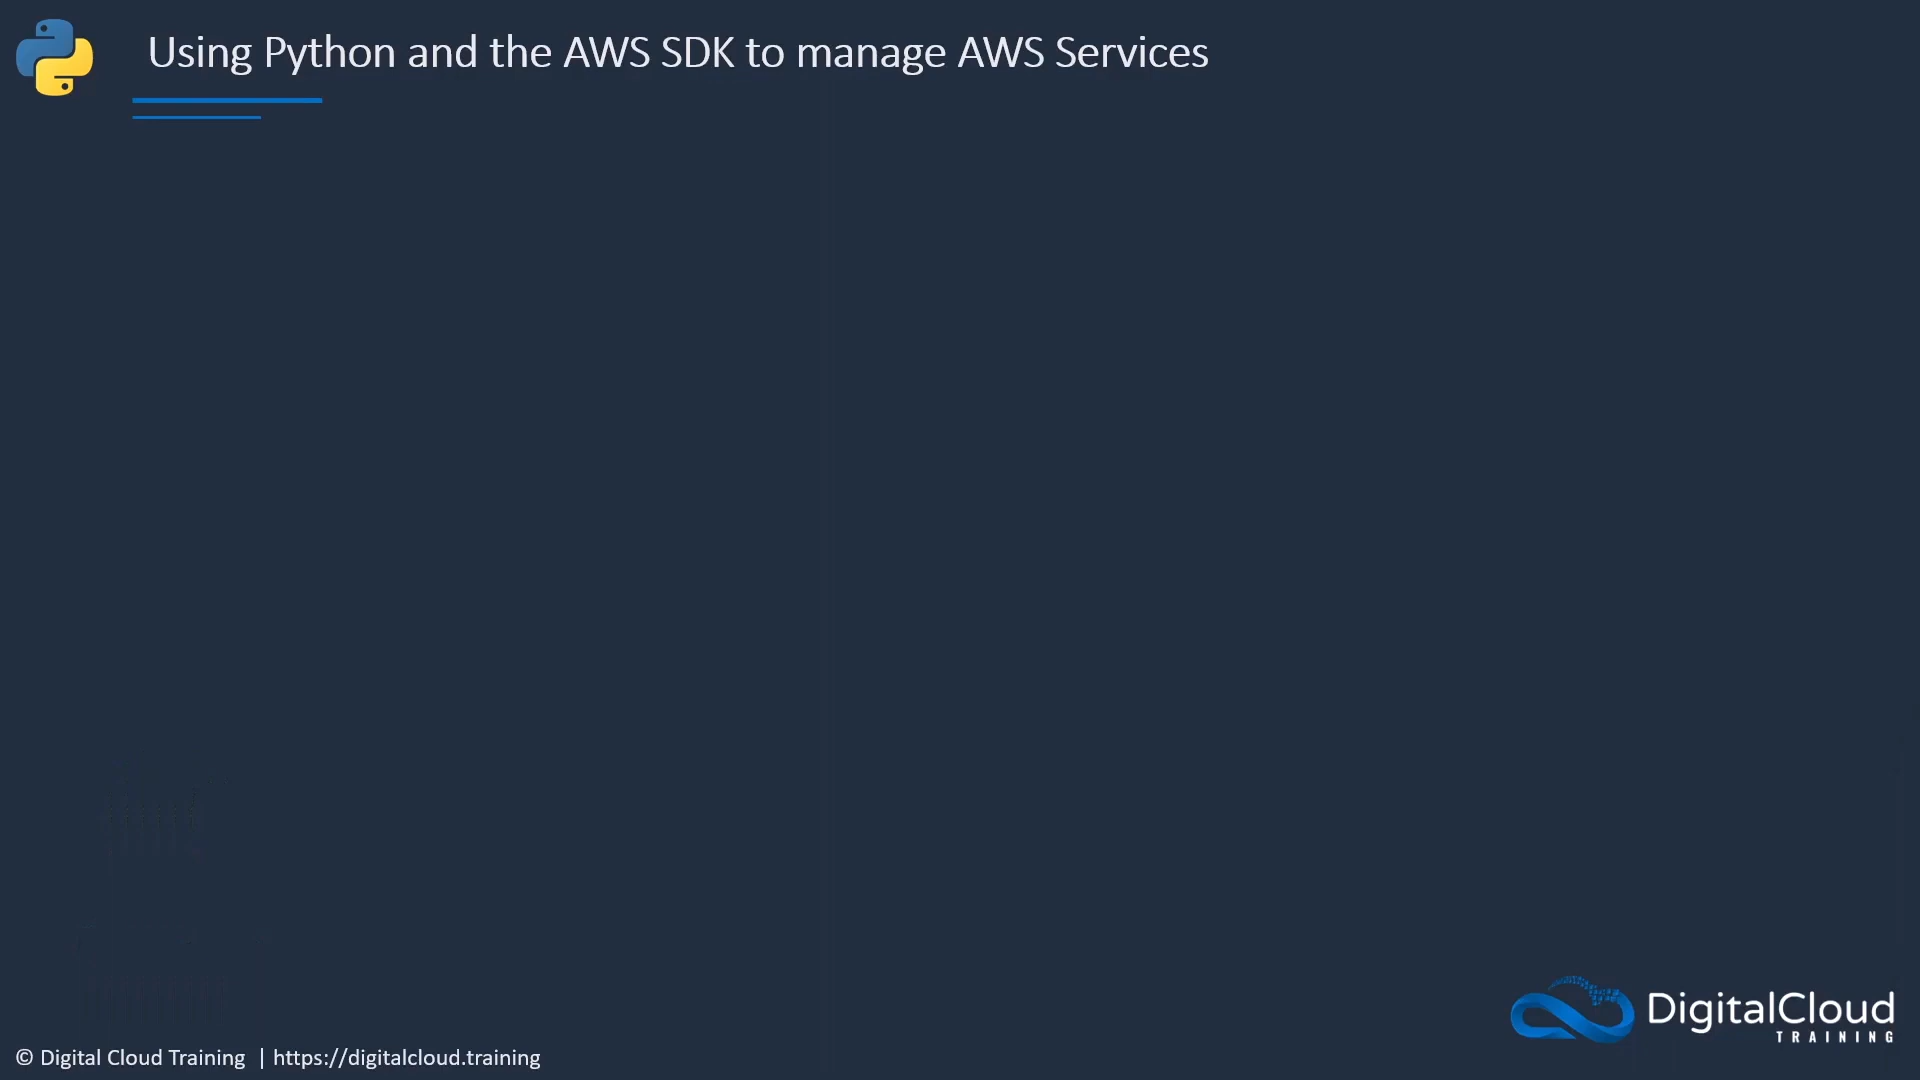 Using Python and the AWS SDK to manage AWS Services
DigitalCloud
TRAINING
© Digital Cloud Training | https://digitalcloud.training